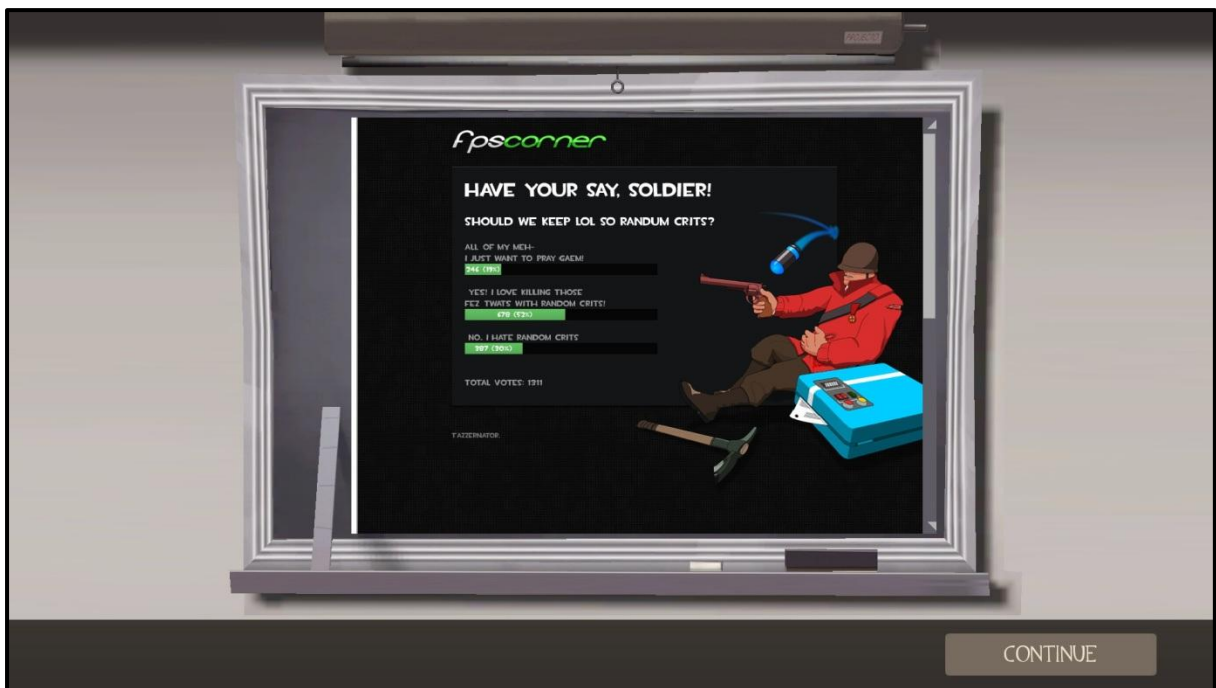 fpscorner
HAVE YOUR SAY, SOLDIER!
SHOULD WE KEEP LOL SO RANDUM CRITS?
ALL OF MY MEH-
I JUST WANT TO PRAY GAEM!
246 (19%)
YES! I LOVE KILLING THOSE
FEZ TWATS WITH RANDOM CRITS!
678 (52%)
NO, I HATE RANDOM CRITS
387 (30%)
TOTAL VOTES: 1311
TAZZERNATOR
CONTINUE